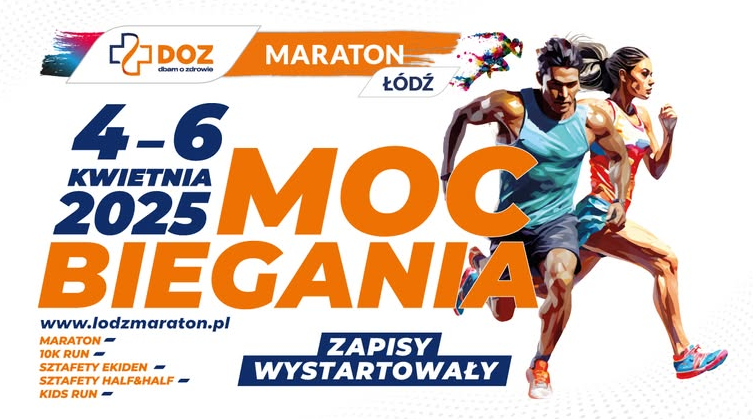 DOZ
dbam o zdrowie
MARATON
ŁÓDŹ
4–6
KWIETNIA
2025
MOC
BIEGANIA
www.lodzmaraton.pl
MARATON
10K RUN
SZTAFETY EKIDEN
SZTAFETY HALF&HALF
KIDS RUN
ZAPISY
WYSTARTOWAŁY